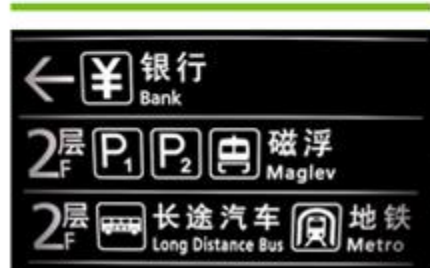 ¥ 银行
Bank
2层 P1 P2 磁浮
F Maglev
2层 长途汽车 地铁
F Long Distance Bus Metro